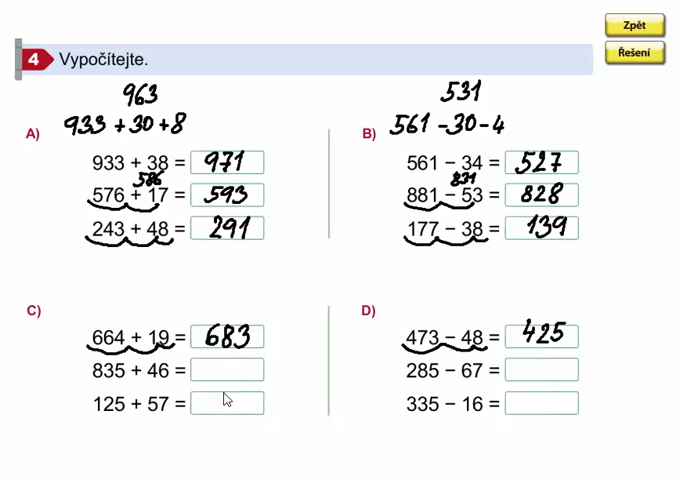 Zpět
Řešení
4 Vypočítejte.
963
933 + 30 + 8
A)
933 + 38 = 971
586
576 + 17 = 593
243 + 48 = 291
531
561 - 30 - 4
B)
561 − 34 = 527
831
881 − 53 = 828
177 − 38 = 139
C)
664 + 19 = 683
835 + 46 =
125 + 57 =
D)
473 − 48 = 425
285 − 67 =
335 − 16 =